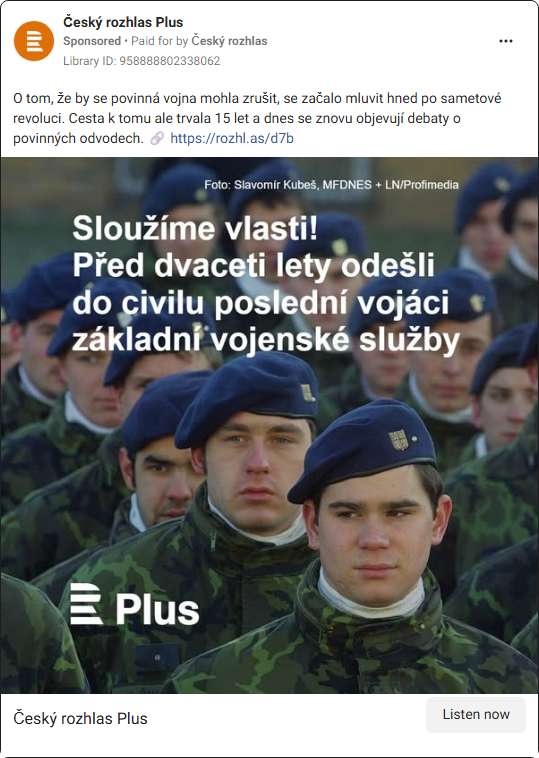 Český rozhlas Plus
Sponsored • Paid for by Český rozhlas
Library ID: 958888802338062
O tom, že by se povinná vojna mohla zrušit, se začalo mluvit hned po sametové
revoluci. Cesta k tomu ale trvala 15 let a dnes se znovu objevují debaty o
povinných odvodech. 🔗 https://rozhl.as/d7b
Foto: Slavomír Kubeš, MFDNES + LN/Profimedia
Sloužíme vlasti!
Před dvaceti lety odešli
do civilu poslední vojáci
základní vojenské služby
Plus
Český rozhlas Plus
Listen now